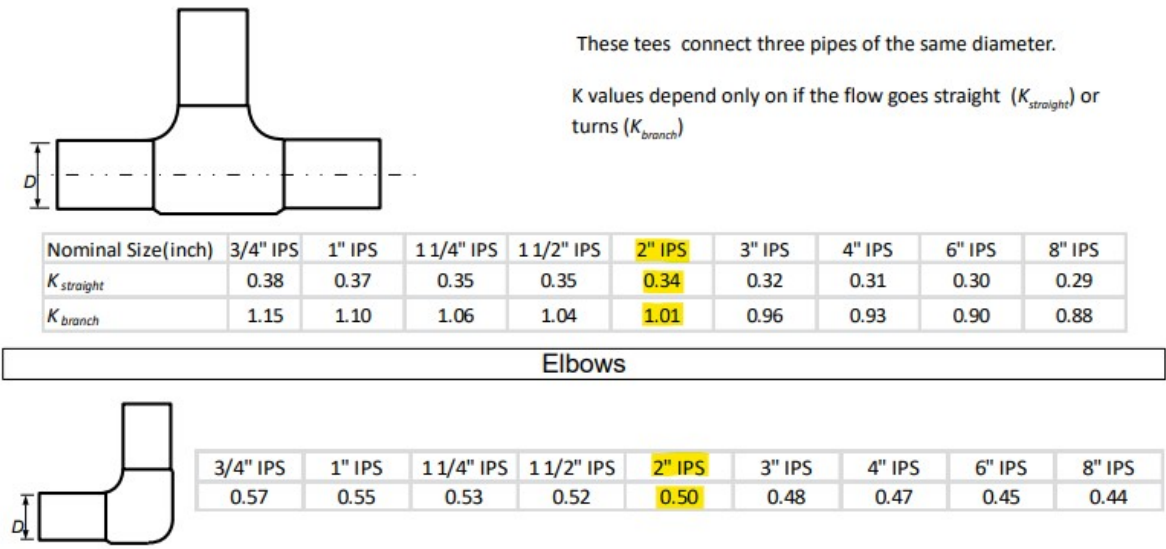 These tees connect three pipes of the same diameter.
K values depend only on if the flow goes straight (K straight) or
turns (K branch)
D
Nominal Size(inch) 3/4" IPS 1" IPS 1 1/4" IPS 1 1/2" IPS 2" IPS 3" IPS 4" IPS 6" IPS 8" IPS
K straight 0.38 0.37 0.35 0.35 0.34 0.32 0.31 0.30 0.29
K branch 1.15 1.10 1.06 1.04 1.01 0.96 0.93 0.90 0.88
Elbows
3/4" IPS 1" IPS 1 1/4" IPS 1 1/2" IPS 2" IPS 3" IPS 4" IPS 6" IPS 8" IPS
0.57 0.55 0.53 0.52 0.50 0.48 0.47 0.45 0.44
D